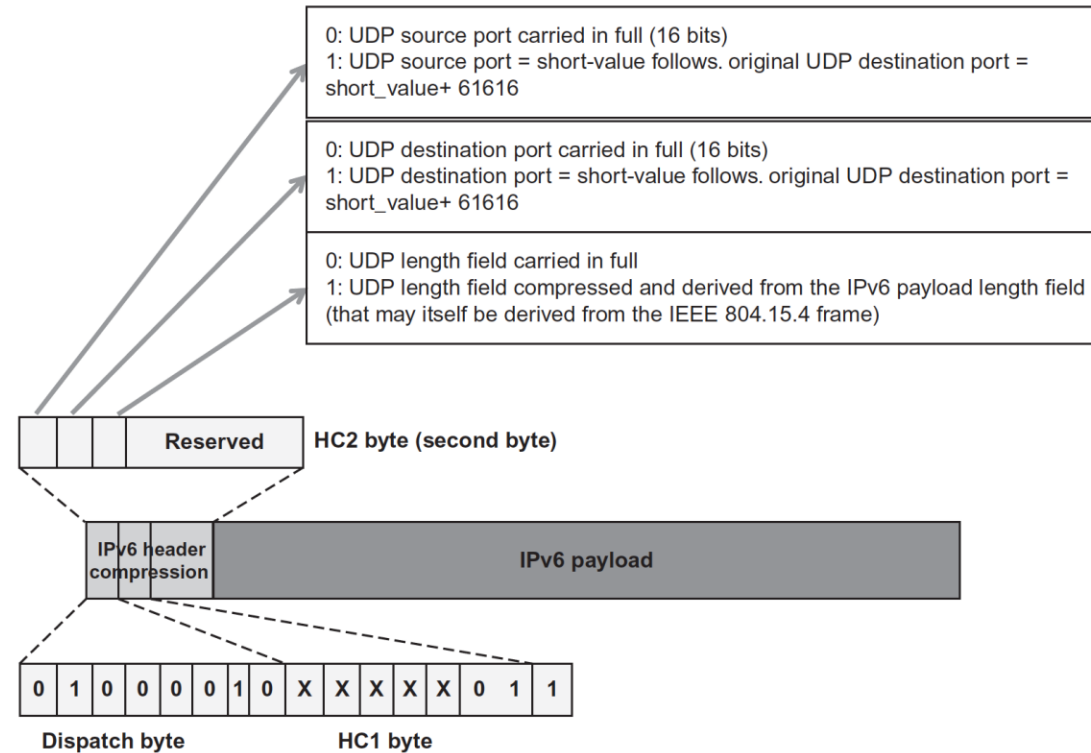 0: UDP source port carried in full (16 bits)
1: UDP source port = short-value follows. original UDP destination port =
short_value+ 61616
0: UDP destination port carried in full (16 bits)
1: UDP destination port = short-value follows. original UDP destination port =
short_value+ 61616
0: UDP length field carried in full
1: UDP length field compressed and derived from the IPv6 payload length field
(that may itself be derived from the IEEE 804.15.4 frame)
Reserved
HC2 byte (second byte)
IPv6 header
compression
IPv6 payload
0 1 0 0 0 0 1 0 X X X X X 0 1 1
Dispatch byte
HC1 byte